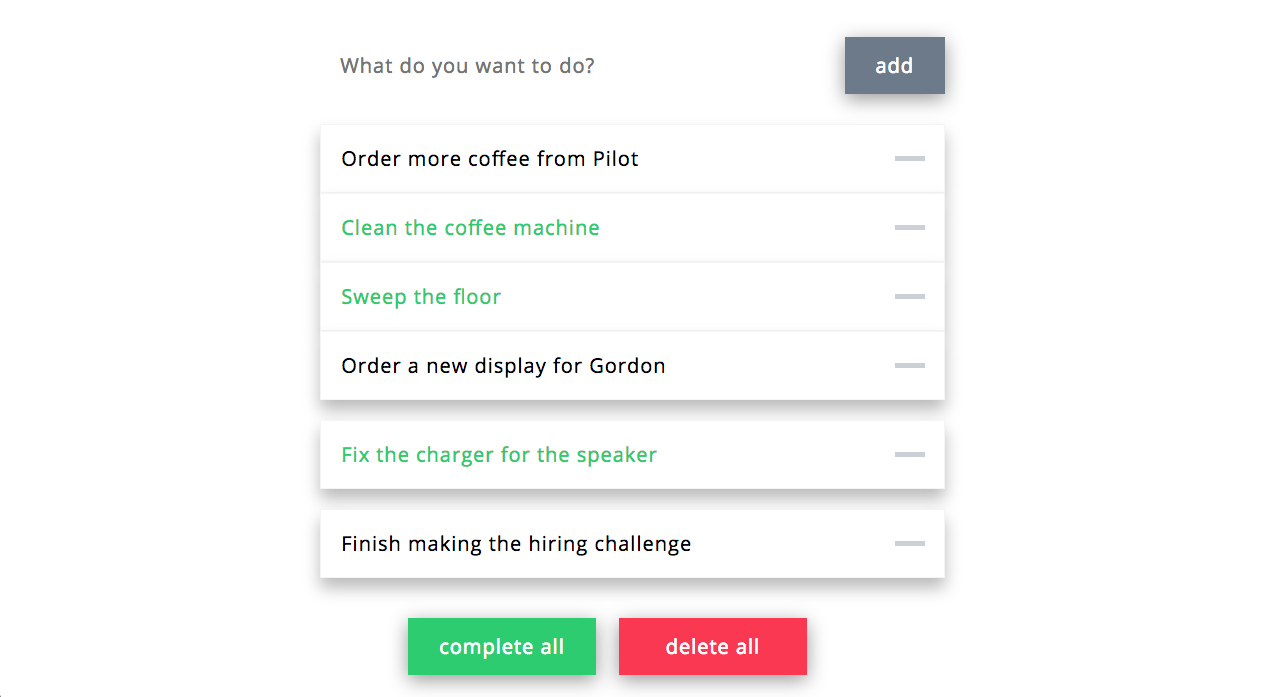 What do you want to do?
add
Order more coffee from Pilot
Clean the coffee machine
Sweep the floor
Order a new display for Gordon
Fix the charger for the speaker
Finish making the hiring challenge
complete all
delete all